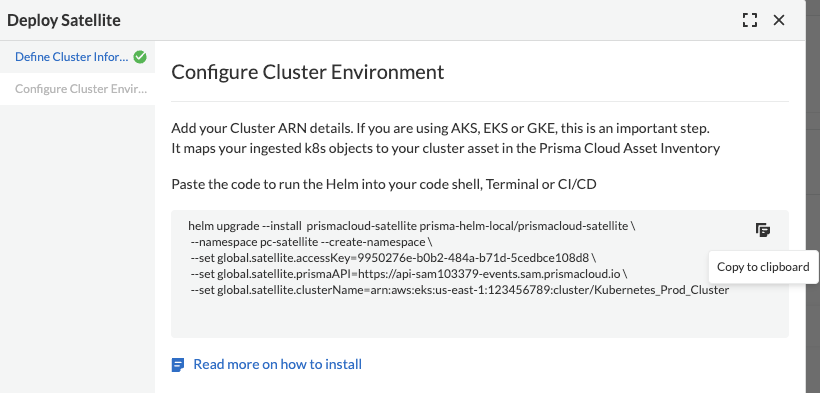 Deploy Satellite
Define Cluster Infor...
Configure Cluster Envir...
Configure Cluster Environment
Add your Cluster ARN details. If you are using AKS, EKS or GKE, this is an important step.
It maps your ingested k8s objects to your cluster asset in the Prisma Cloud Asset Inventory
Paste the code to run the Helm into your code shell, Terminal or CI/CD
helm upgrade --install prismacloud-satellite prisma-helm-local/prismacloud-satellite \
--namespace pc-satellite --create-namespace \
--set global.satellite.accessKey=9950276e-b0b2-484a-b71d-5cedbce108d8 \
--set global.satellite.prismaAPI=https://api-sam103379-events.sam.prismacloud.io \
--set global.satellite.clusterName=arn:aws:eks:us-east-1:123456789:cluster/Kubernetes_Prod_Cluster
Copy to clipboard
Read more on how to install